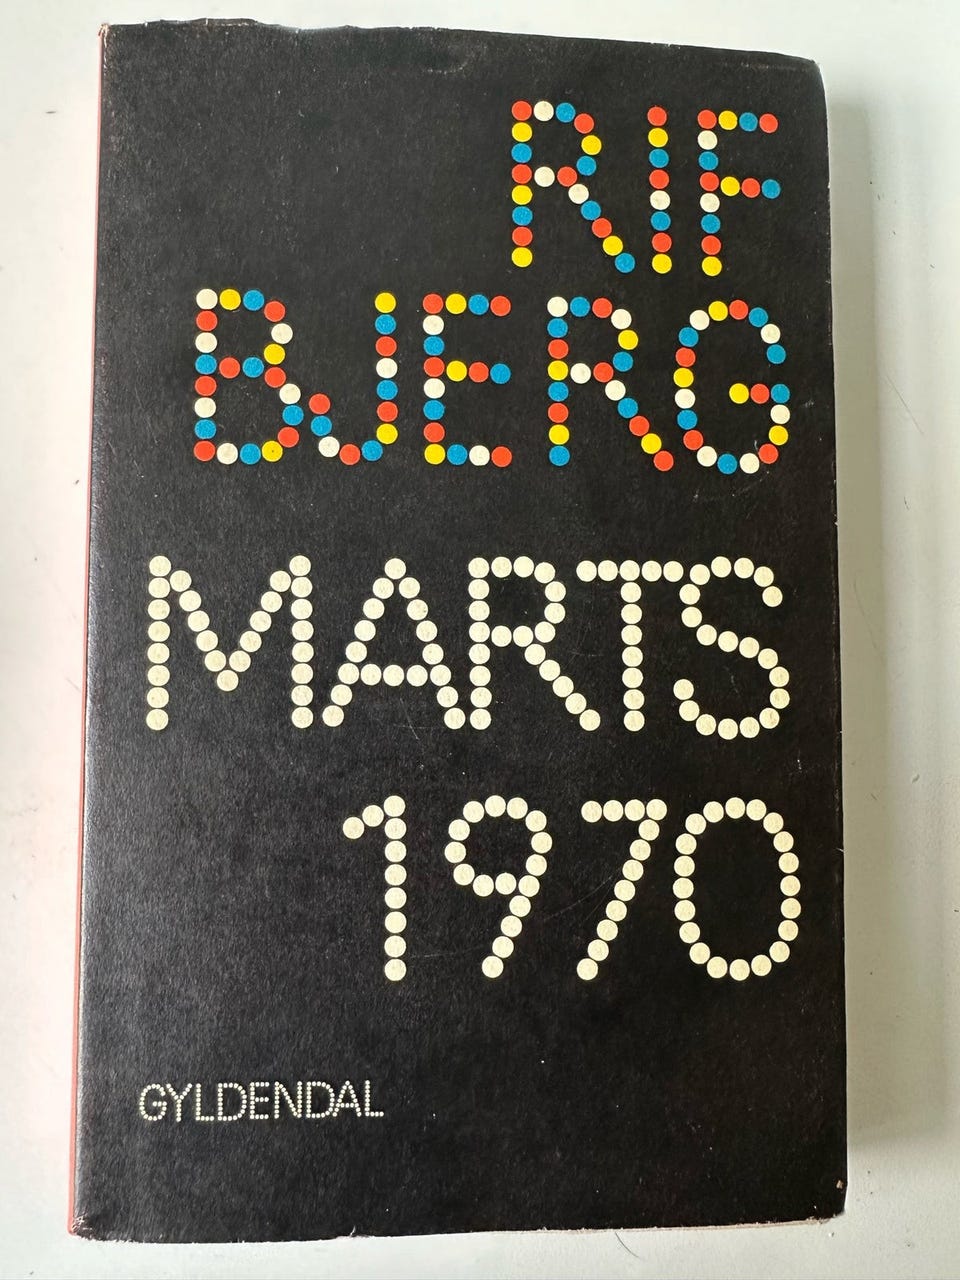 RIF
BJERG
MARTS
1970
GYLDENDAL